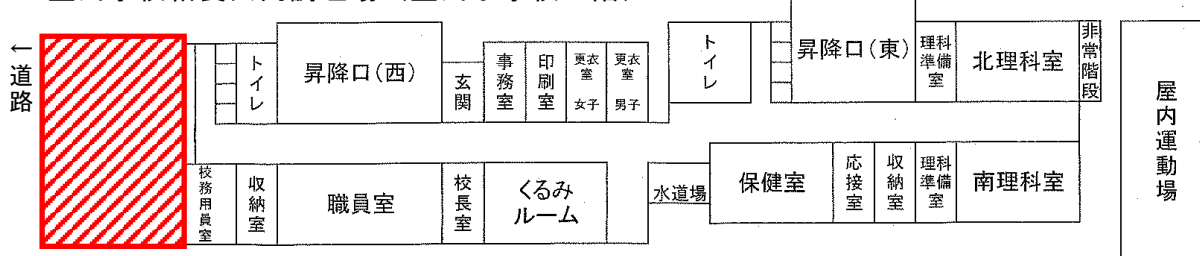 ←道路
トイレ
昇降口(西)
玄関
事務室
印刷室
更衣室 女子
更衣室 男子
トイレ
昇降口(東)
理科準備室
北理科室
非常階段
屋内運動場
校務用員室
収納室
職員室
校長室
くるみ
ルーム
水道場
保健室
応接室
収納室
理科準備室
南理科室